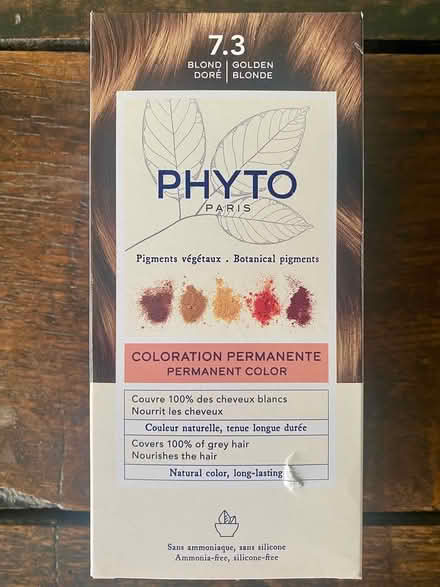 7.3
BLOND | GOLDEN
DORÉ | BLONDE
PHYTO
PARIS
Pigments végétaux . Botanical pigments
COLORATION PERMANENTE
PERMANENT COLOR
Couvre 100% des cheveux blancs
Nourrit les cheveux
Couleur naturelle, tenue longue durée
Covers 100% of grey hair
Nourishes the hair
Natural color, long-lasting
Sans ammoniaque, sans silicone
Ammonia-free, silicone-free